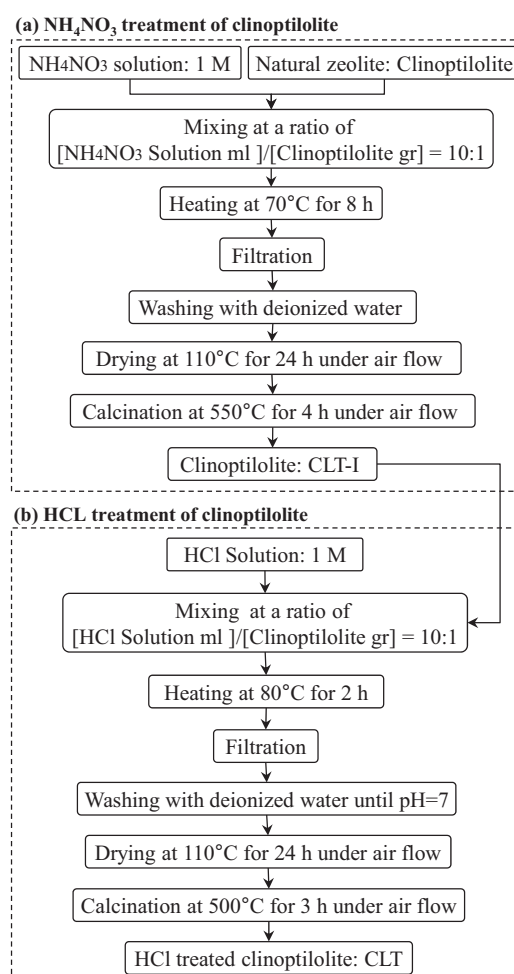 (a) NH4NO3 treatment of clinoptilolite
NH4NO3 solution: 1 M
Natural zeolite: Clinoptilolite
Mixing at a ratio of
[NH4NO3 Solution ml ]/[Clinoptilolite gr] = 10:1
Heating at 70°C for 8 h
Filtration
Washing with deionized water
Drying at 110°C for 24 h under air flow
Calcination at 550°C for 4 h under air flow
Clinoptilolite: CLT-I
(b) HCL treatment of clinoptilolite
HCl Solution: 1 M
Mixing at a ratio of
[HCl Solution ml ]/[Clinoptilolite gr] = 10:1
Heating at 80°C for 2 h
Filtration
Washing with deionized water until pH=7
Drying at 110°C for 24 h under air flow
Calcination at 500°C for 3 h under air flow
HCl treated clinoptilolite: CLT